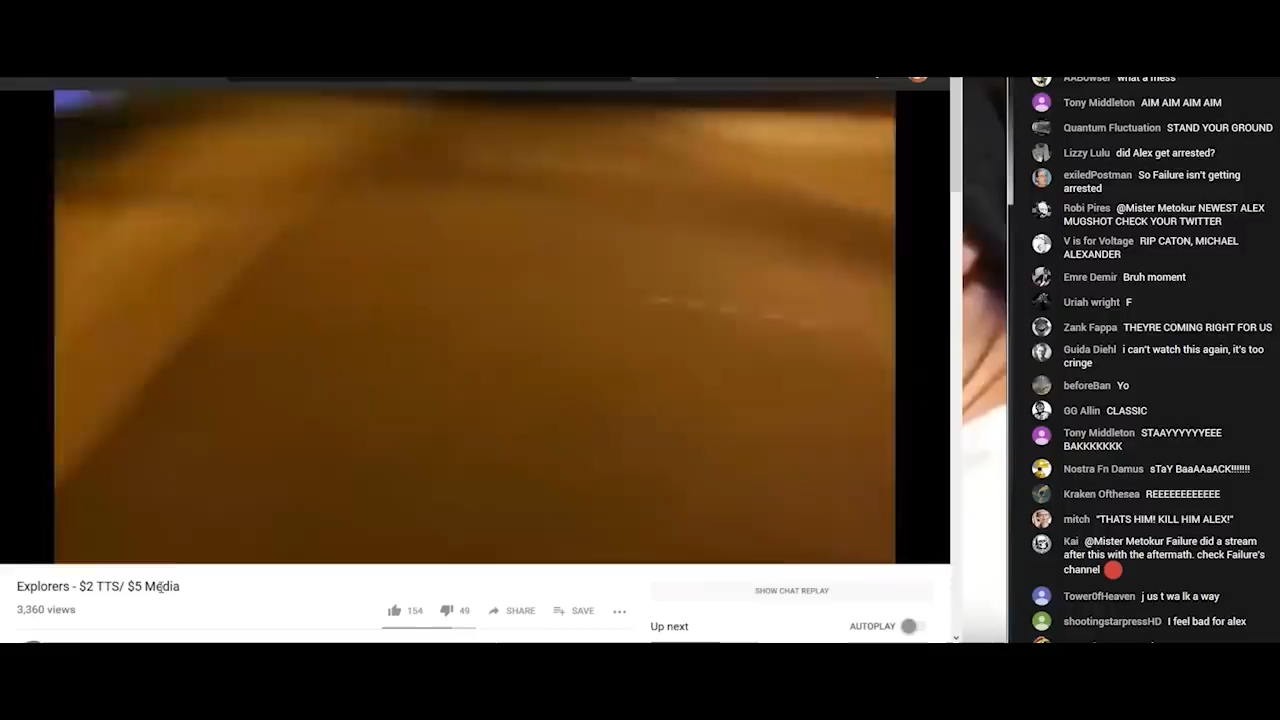 Explorers - $2 TTS/ $5 Media
3,360 views
154
49
SHARE
SAVE
SHOW CHAT REPLAY
Up next
AUTOPLAY
AABowser what a mess
Tony Middleton AIM AIM AIM AIM
Quantum Fluctuation STAND YOUR GROUND
Lizzy Lulu did Alex get arrested?
exiledPostman So Failure isn't getting
arrested
Robi Pires @Mister Metokur NEWEST ALEX
MUGSHOT CHECK YOUR TWITTER
V is for Voltage RIP CATON, MICHAEL
ALEXANDER
Emre Demir Bruh moment
Uriah wright F
Zank Fappa THEYRE COMING RIGHT FOR US
Guida Diehl i can't watch this again, it's too
cringe
beforeBan Yo
GG Allin CLASSIC
Tony Middleton STAAYYYYYYEEE
BAKKKKKKK
Nostra Fn Damus sTaY BaaAAaACK!!!!!!!
Kraken Ofthesea REEEEEEEEEEE
mitch "THATS HIM! KILL HIM ALEX!"
Kai @Mister Metokur Failure did a stream
after this with the aftermath. check Failure's
channel
Tower0fHeaven j us t wa lk a way
shootingstarpressHD I feel bad for alex